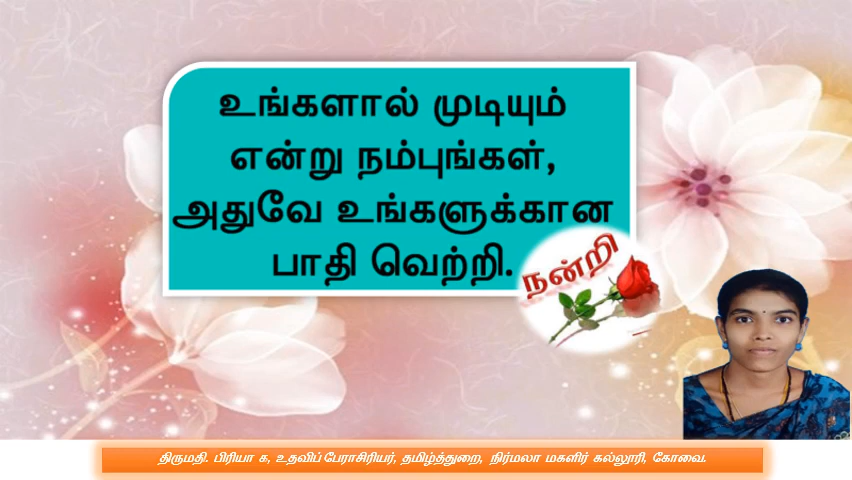 உங்களால் முடியும்
என்று நம்புங்கள்,
அதுவே உங்களுக்கான
பாதி வெற்றி.
நன்றி
திருமதி. பிரியா க, உதவிப் பேராசிரியர், தமிழ்த்துறை, நிர்மலா மகளிர் கல்லூரி, கோவை.